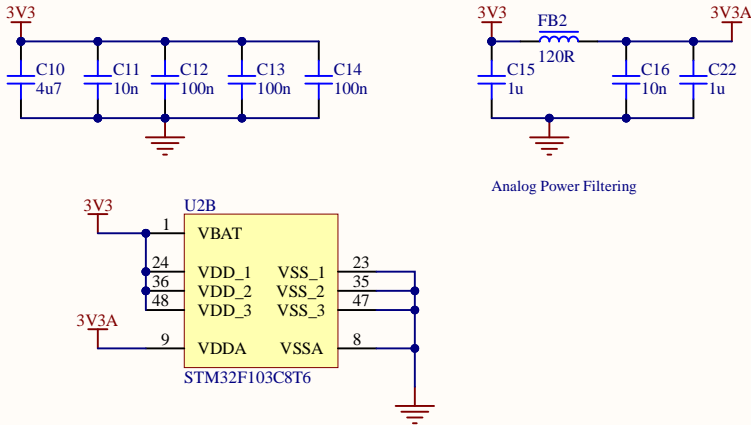 3V3
C10
4u7
C11
10n
C12
100n
C13
100n
C14
100n
3V3
FB2
120R
3V3A
C15
1u
C16
10n
C22
1u
Analog Power Filtering
3V3
U2B
1 VBAT
24 VDD_1 VSS_1 23
36 VDD_2 VSS_2 35
48 VDD_3 VSS_3 47
3V3A
9 VDDA VSSA 8
STM32F103C8T6